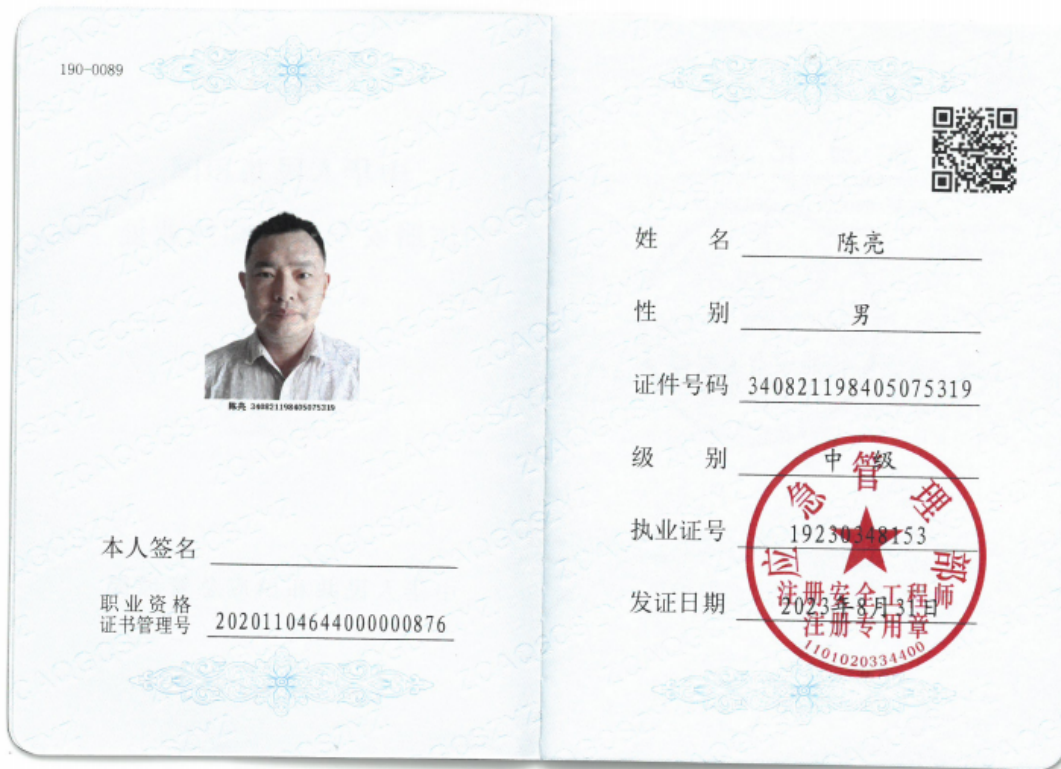 190-0089
陈亮 340821198405075319
本人签名
职业资格
证书管理号 20201104644000000876
姓 名 陈亮
性 别 男
证件号码 340821198405075319
级 别 中 级
执业证号 19230348153
发证日期 2023年8月31日
应急管理部
注册安全工程师
注册专用章
1101020334400